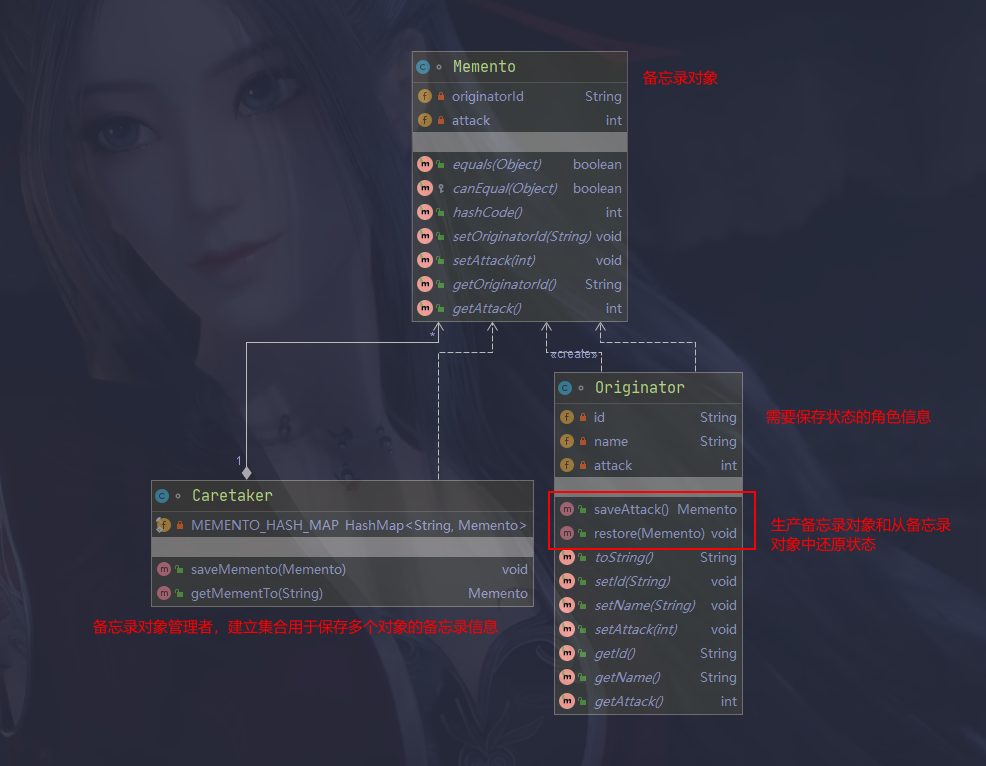 Memento
备忘录对象
originatorId String
attack int
equals(Object) boolean
canEqual(Object) boolean
hashCode() int
setOriginatorId(String) void
setAttack(int) void
getOriginatorId() String
getAttack() int
*
«create»
1
Originator
id String
需要保存状态的角色信息
name String
attack int
saveAttack() Memento
restore(Memento) void
生产备忘录对象和从备忘录
对象中还原状态
toString() String
setId(String) void
setName(String) void
setAttack(int) void
getId() String
getName() String
getAttack() int
Caretaker
MEMENTO_HASH_MAP HashMap<String, Memento>
saveMemento(Memento) void
getMementTo(String) Memento
备忘录对象管理者，建立集合用于保存多个对象的备忘录信息